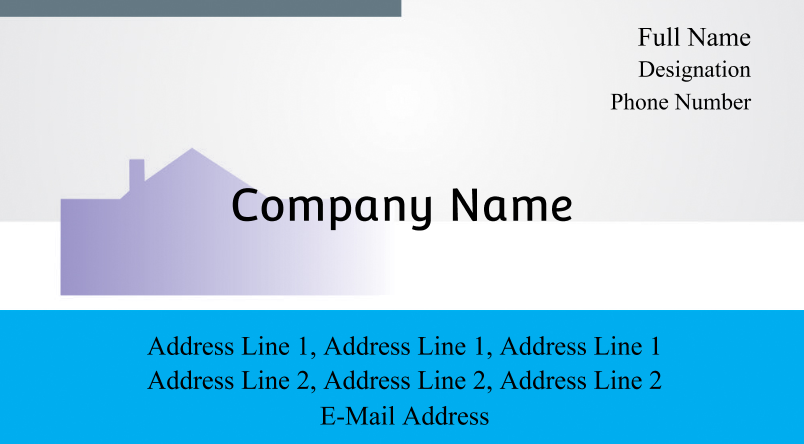 Full Name
Designation
Phone Number
Company Name
Address Line 1, Address Line 1, Address Line 1
Address Line 2, Address Line 2, Address Line 2
E-Mail Address